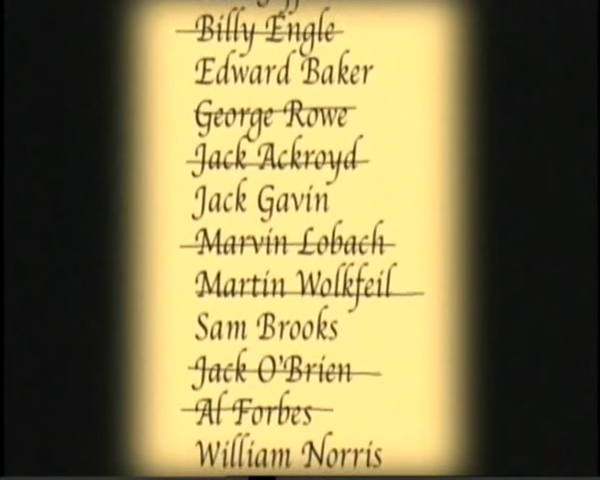 Billy Engle
Edward Baker
George Rowe
Jack Ackroyd
Jack Gavin
Marvin Lobach
Martin Wolkfeil
Sam Brooks
Jack O'Brien
Al Forbes
William Norris